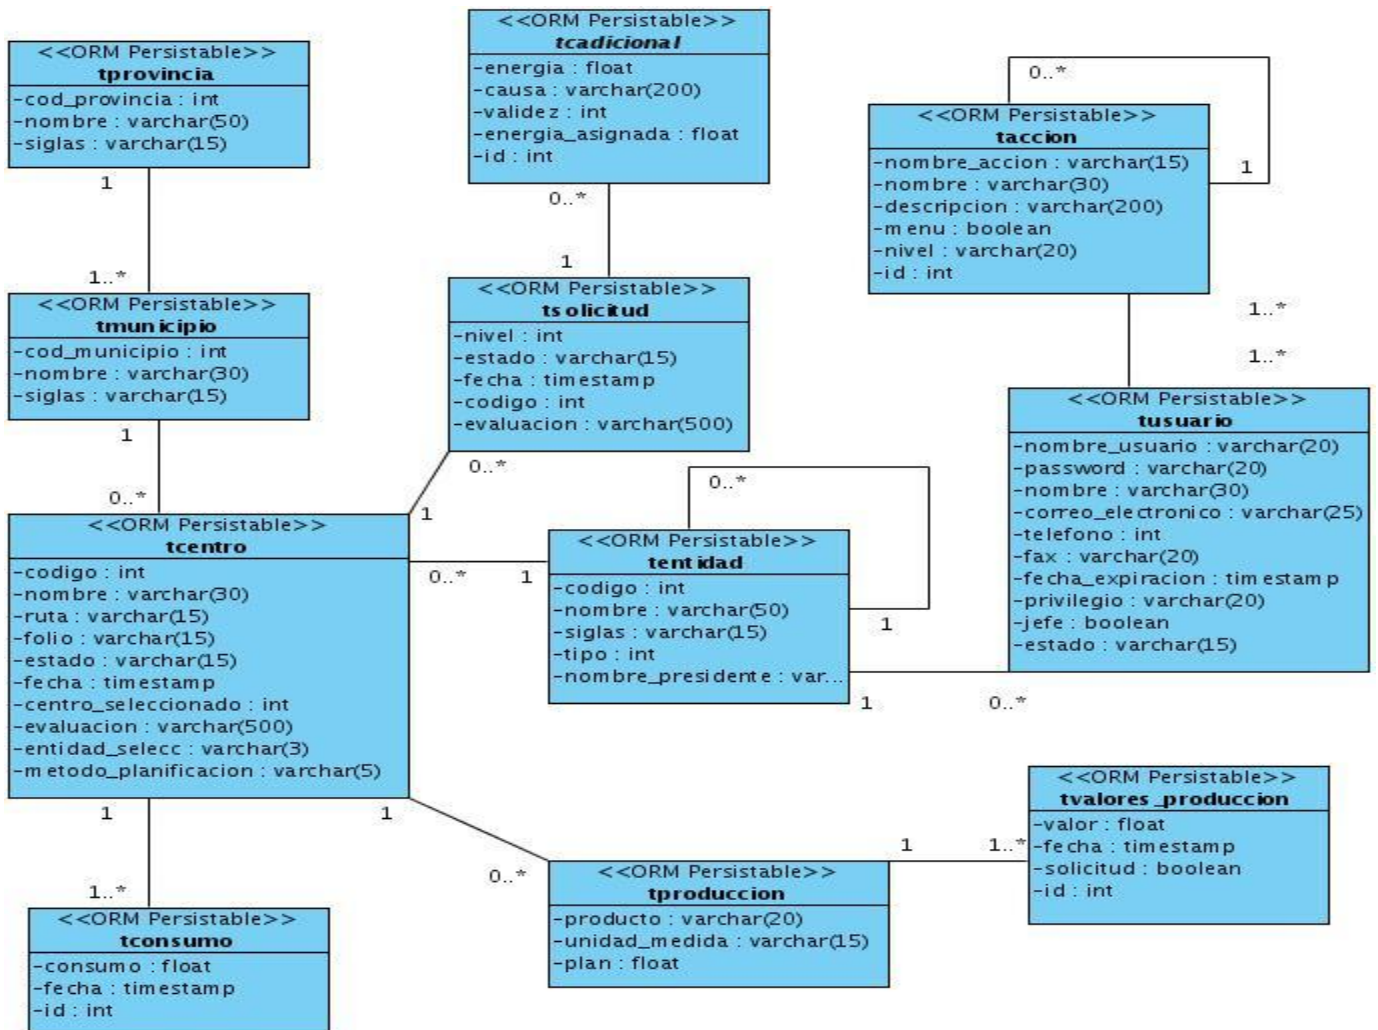 <<ORM Persistable>>
tprovincia
-cod_provincia : int
-nombre : varchar(50)
-siglas : varchar(15)
1
1..*
<<ORM Persistable>>
tmunicipio
-cod_municipio : int
-nombre : varchar(30)
-siglas : varchar(15)
1
0..*
<<ORM Persistable>>
tcadicional
-energia : float
-causa : varchar(200)
-validez : int
-energia_asignada : float
-id : int
0..*
1
<<ORM Persistable>>
tsolicitud
-nivel : int
-estado : varchar(15)
-fecha : timestamp
-codigo : int
-evaluacion : varchar(500)
0..*
1
0..*
1
<<ORM Persistable>>
taccion
-nombre_accion : varchar(15)
-nombre : varchar(30)
-descripcion : varchar(200)
-menu : boolean
-nivel : varchar(20)
-id : int
1..*
1..*
<<ORM Persistable>>
tusuario
-nombre_usuario : varchar(20)
-password : varchar(20)
-nombre : varchar(30)
-correo_electronico : varchar(25)
-telefono : int
-fax : varchar(20)
-fecha_expiracion : timestamp
-privilegio : varchar(20)
-jefe : boolean
-estado : varchar(15)
<<ORM Persistable>>
tcentro
-codigo : int
-nombre : varchar(30)
-ruta : varchar(15)
-folio : varchar(15)
-estado : varchar(15)
-fecha : timestamp
-centro_seleccionado : int
-evaluacion : varchar(500)
-entidad_selecc : varchar(3)
-metodo_planificacion : varchar(5)
0..*
1
0..*
1
<<ORM Persistable>>
tentidad
-codigo : int
-nombre : varchar(50)
-siglas : varchar(15)
-tipo : int
-nombre_presidente : var...
1
0..*
1
1..*
<<ORM Persistable>>
tconsumo
-consumo : float
-fecha : timestamp
-id : int
1
0..*
<<ORM Persistable>>
tproduccion
-producto : varchar(20)
-unidad_medida : varchar(15)
-plan : float
1
1..*
<<ORM Persistable>>
tvalores_produccion
-valor : float
-fecha : timestamp
-solicitud : boolean
-id : int